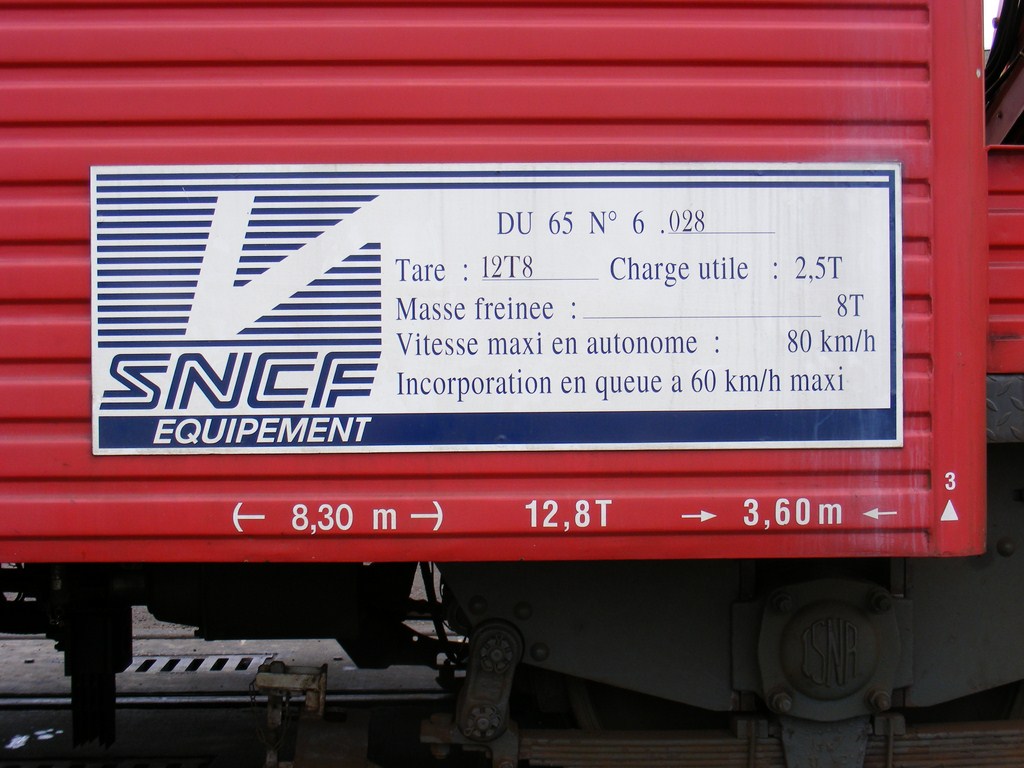 DU 65 N° 6 .028
Tare : 12T8 Charge utile : 2,5T
Masse freinee : 8T
Vitesse maxi en autonome : 80 km/h
Incorporation en queue a 60 km/h maxi
SNCF
EQUIPEMENT
8,30 m 12,8T 3,60m
3
SNR